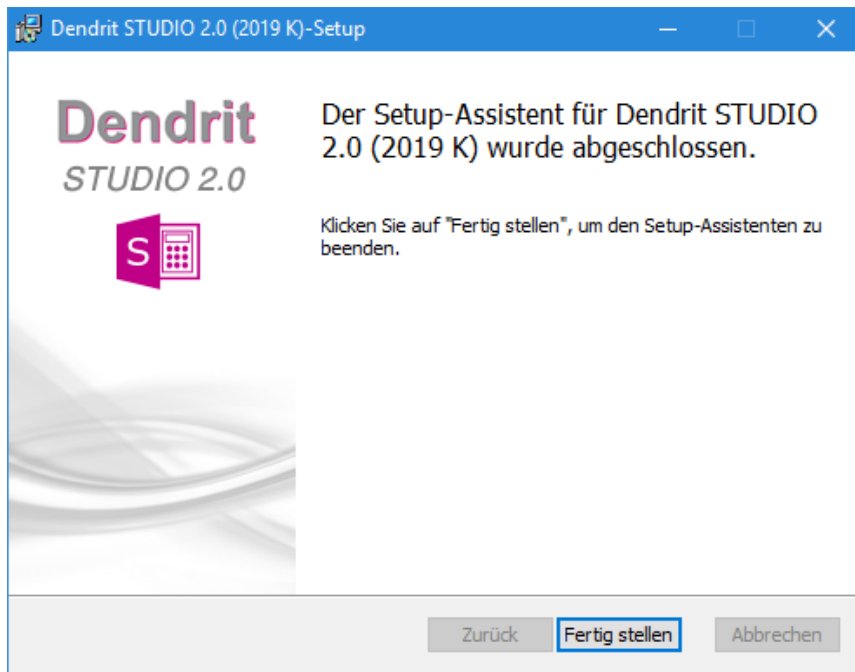 Dendrit STUDIO 2.0 (2019 K)-Setup
Dendrit
STUDIO 2.0
S
Der Setup-Assistent für Dendrit STUDIO
2.0 (2019 K) wurde abgeschlossen.
Klicken Sie auf "Fertig stellen", um den Setup-Assistenten zu
beenden.
Zurück Fertig stellen Abbrechen